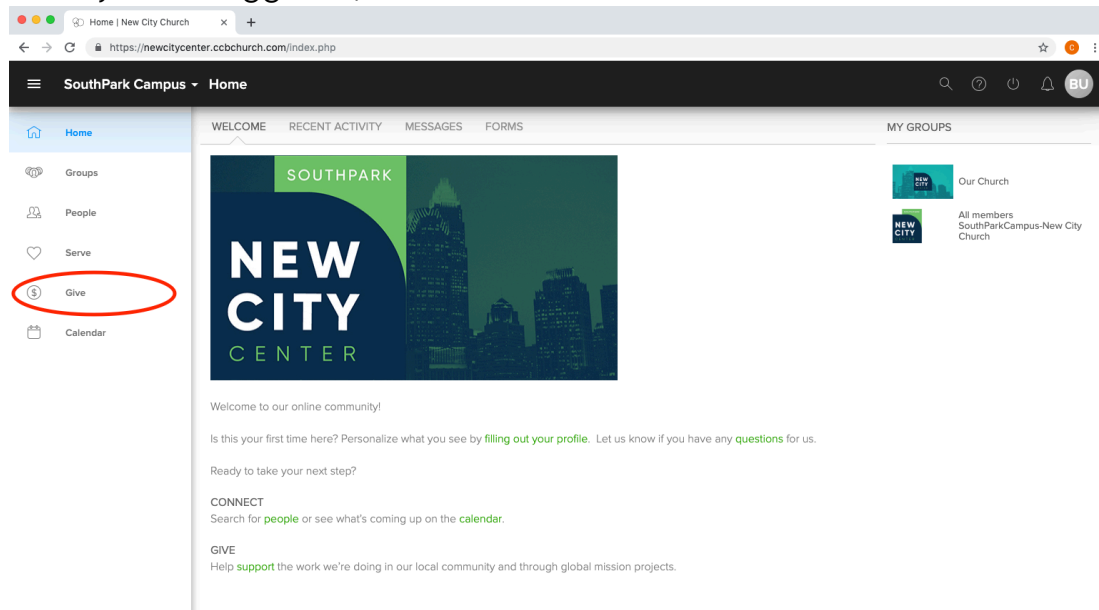 Home | New City Church
https://newcitycenter.ccbchurch.com/index.php
C
SouthPark Campus
Home
BU
Home
Groups
People
Serve
Give
Calendar
WELCOME RECENT ACTIVITY MESSAGES FORMS
SOUTHPARK
NEW
CITY
CENTER
Welcome to our online community!
Is this your first time here? Personalize what you see by filling out your profile. Let us know if you have any questions for us.
Ready to take your next step?
CONNECT
Search for people or see what's coming up on the calendar.
GIVE
Help support the work we're doing in our local community and through global mission projects.
MY GROUPS
NEW
CITY
Our Church
NEW
CITY
All members
SouthParkCampus-New City
Church